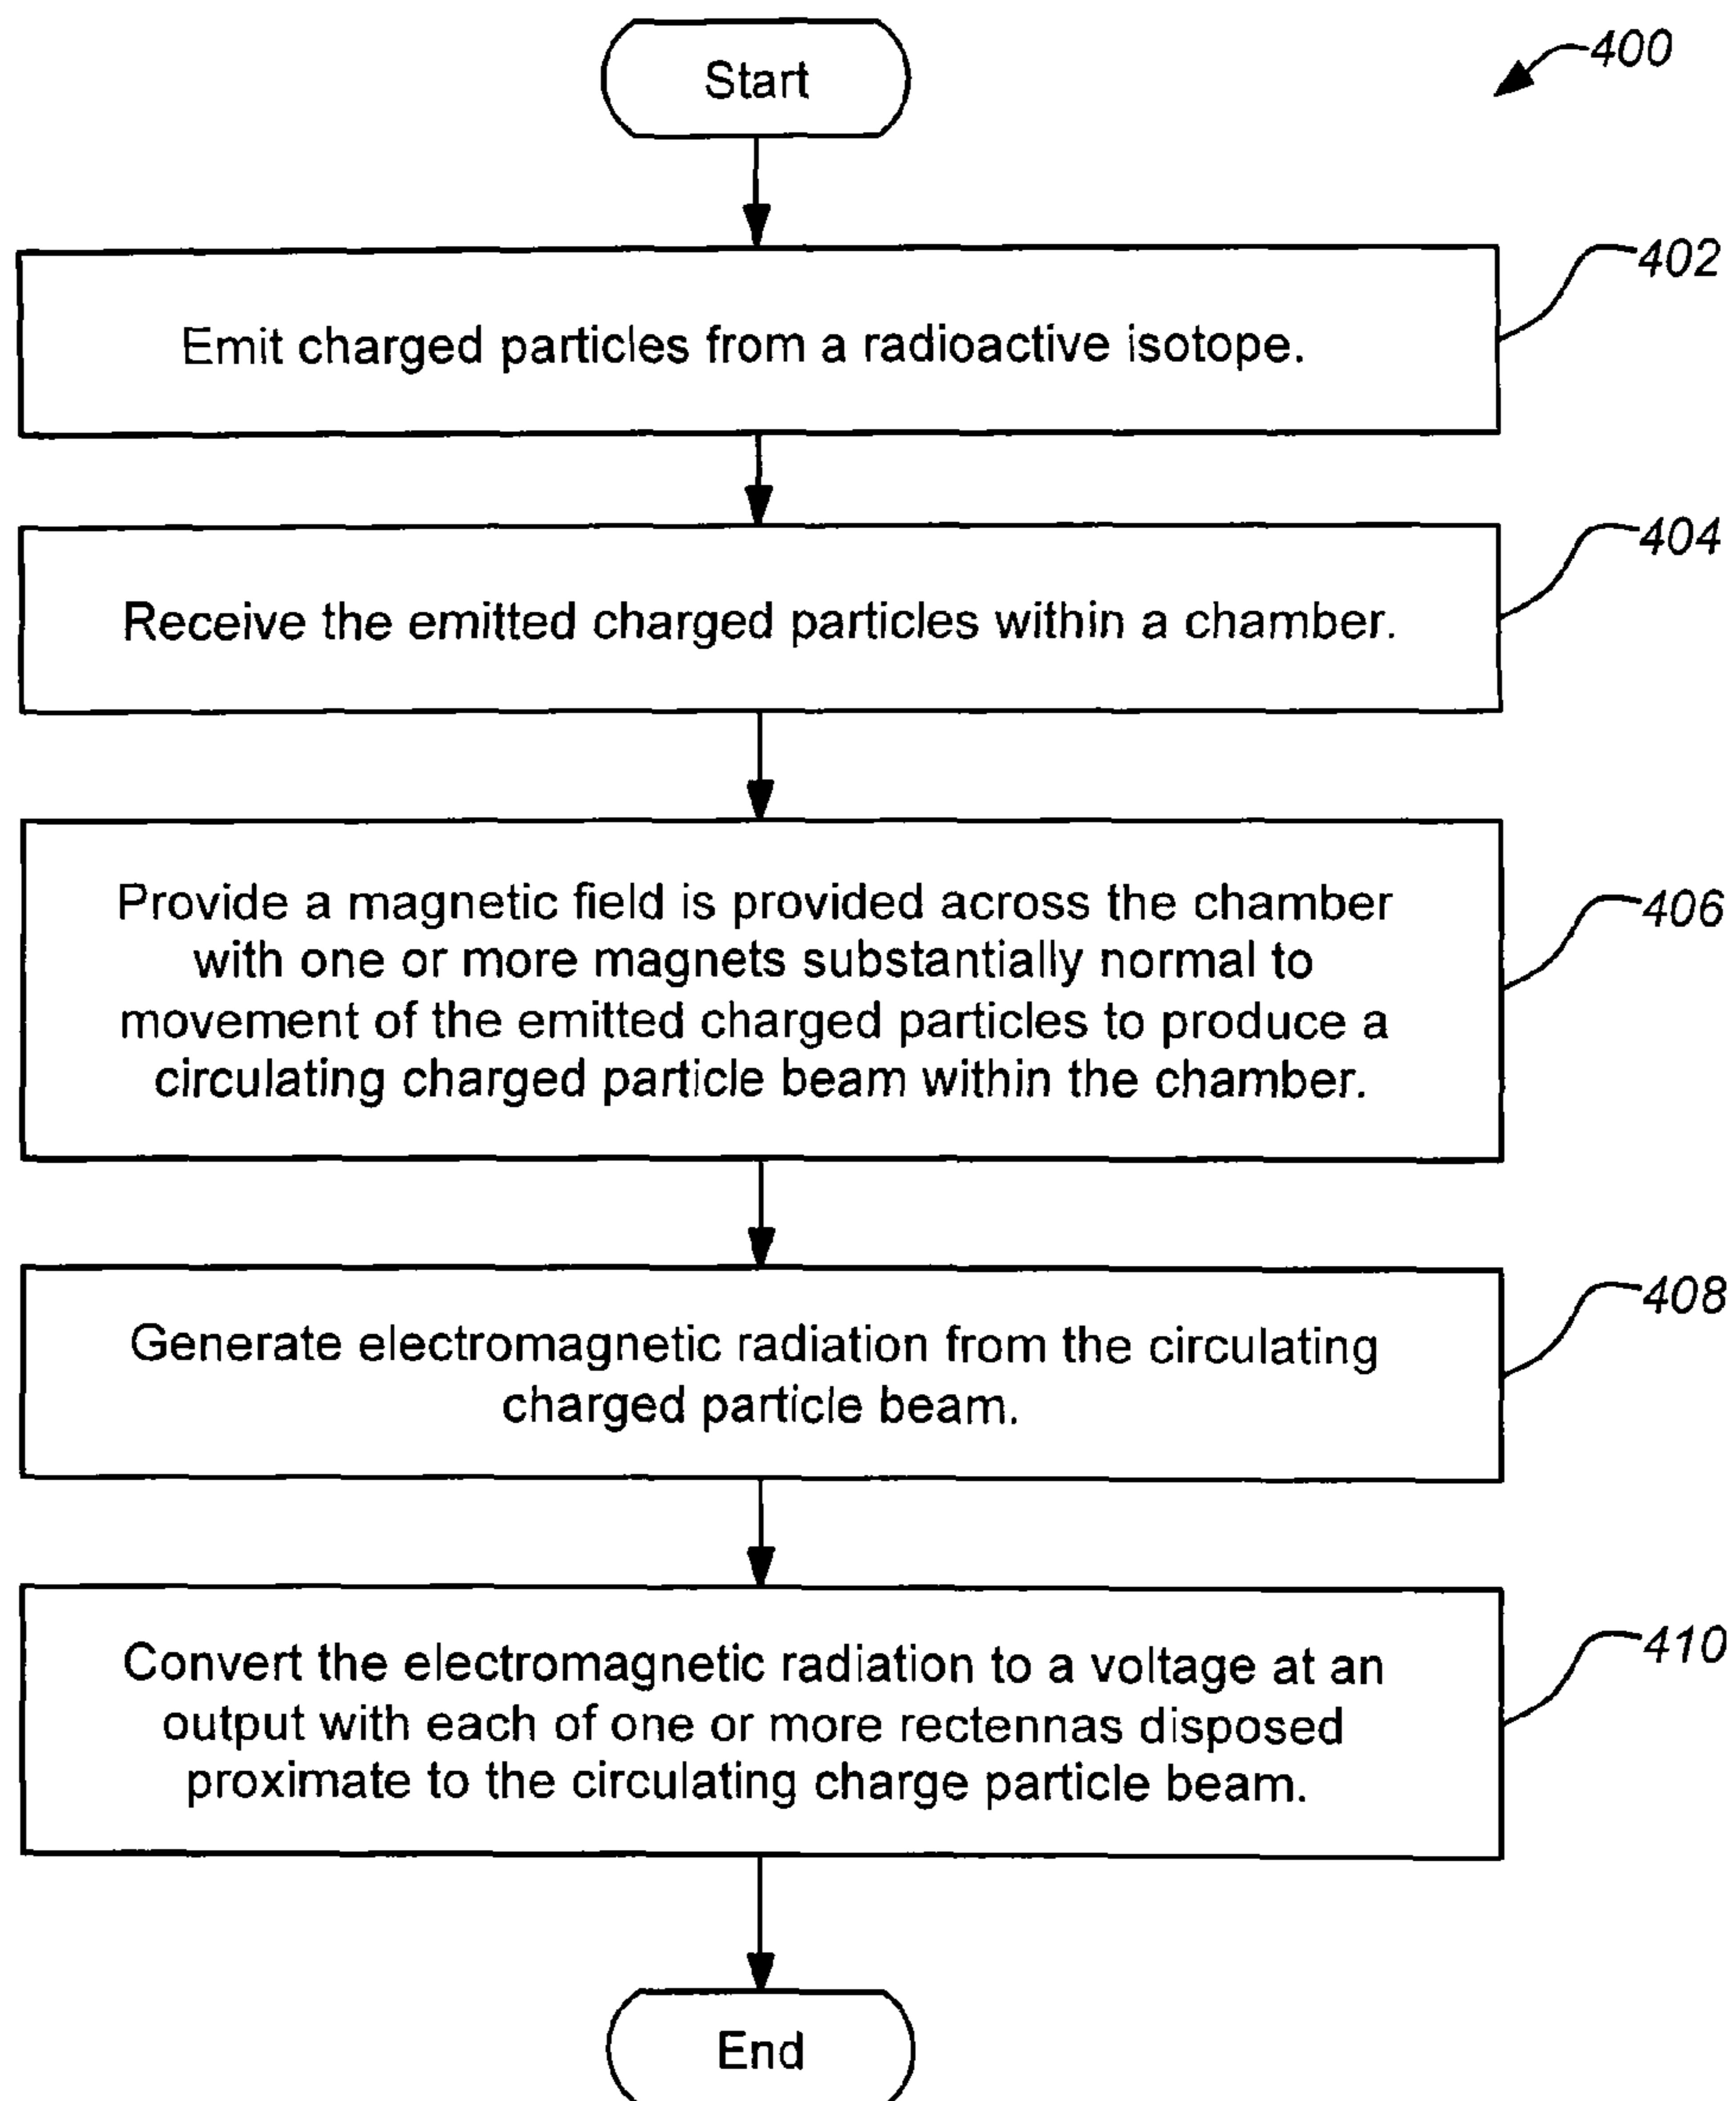 Start
400
402
Emit charged particles from a radioactive isotope.
404
Receive the emitted charged particles within a chamber.
Provide a magnetic field is provided across the chamber
406
with one or more magnets substantially normal to
movement of the emitted charged particles to produce a
circulating charged particle beam within the chamber.
408
Generate electromagnetic radiation from the circulating
charged particle beam.
410
Convert the electromagnetic radiation to a voltage at an
output with each of one or more rectennas disposed
proximate to the circulating charge particle beam.
End